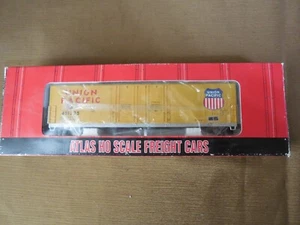 UNION
PACIFIC
UNION
PACIFIC
ATLAS HO SCALE FREIGHT CARS